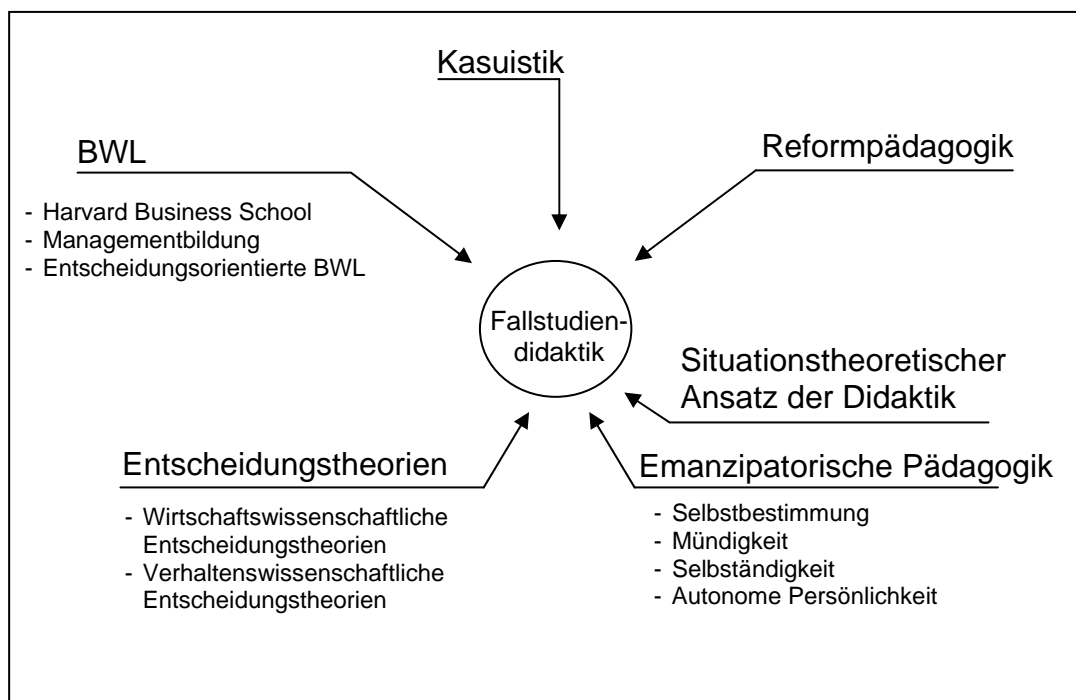 Kasuistik
BWL
- Harvard Business School
- Managementbildung
- Entscheidungsorientierte BWL
Reformpädagogik
Fallstudien-
didaktik
Situationstheoretischer
Ansatz der Didaktik
Entscheidungstheorien
- Wirtschaftswissenschaftliche
Entscheidungstheorien
- Verhaltenswissenschaftliche
Entscheidungstheorien
Emanzipatorische Pädagogik
- Selbstbestimmung
- Mündigkeit
- Selbständigkeit
- Autonome Persönlichkeit